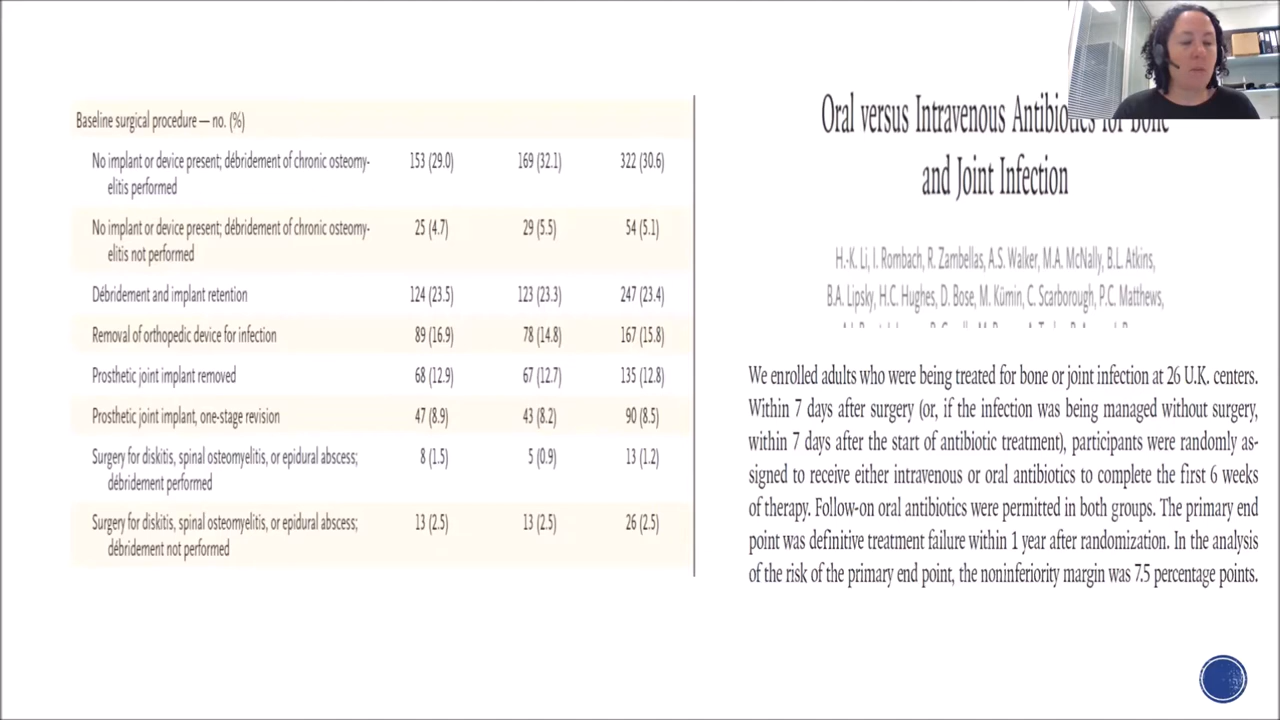 Baseline surgical procedure — no. (%)
No implant or device present; débridement of chronic osteomy- 153 (29.0) 169 (32.1) 322 (30.6)
elitis performed
No implant or device present; débridement of chronic osteomy- 25 (4.7) 29 (5.5) 54 (5.1)
elitis not performed
Débridement and implant retention 124 (23.5) 123 (23.3) 247 (23.4)
Removal of orthopedic device for infection 89 (16.9) 78 (14.8) 167 (15.8)
Prosthetic joint implant removed 68 (12.9) 67 (12.7) 135 (12.8)
Prosthetic joint implant, one-stage revision 47 (8.9) 43 (8.2) 90 (8.5)
Surgery for diskitis, spinal osteomyelitis, or epidural abscess; 8 (1.5) 5 (0.9) 13 (1.2)
débridement performed
Surgery for diskitis, spinal osteomyelitis, or epidural abscess; 13 (2.5) 13 (2.5) 26 (2.5)
débridement not performed
Oral versus Intravenous Antibiotics for Bone
and Joint Infection
H.-K. Li, I. Rombach, R. Zambellas, A.S. Walker, M.A. McNally, B.L. Atkins,
B.A. Lipsky, H.C. Hughes, D. Bose, M. Kümin, C. Scarborough, P.C. Matthews,
We enrolled adults who were being treated for bone or joint infection at 26 U.K. centers.
Within 7 days after surgery (or, if the infection was being managed without surgery,
within 7 days after the start of antibiotic treatment), participants were randomly as-
signed to receive either intravenous or oral antibiotics to complete the first 6 weeks
of therapy. Follow-on oral antibiotics were permitted in both groups. The primary end
point was definitive treatment failure within 1 year after randomization. In the analysis
of the risk of the primary end point, the noninferiority margin was 7.5 percentage points.